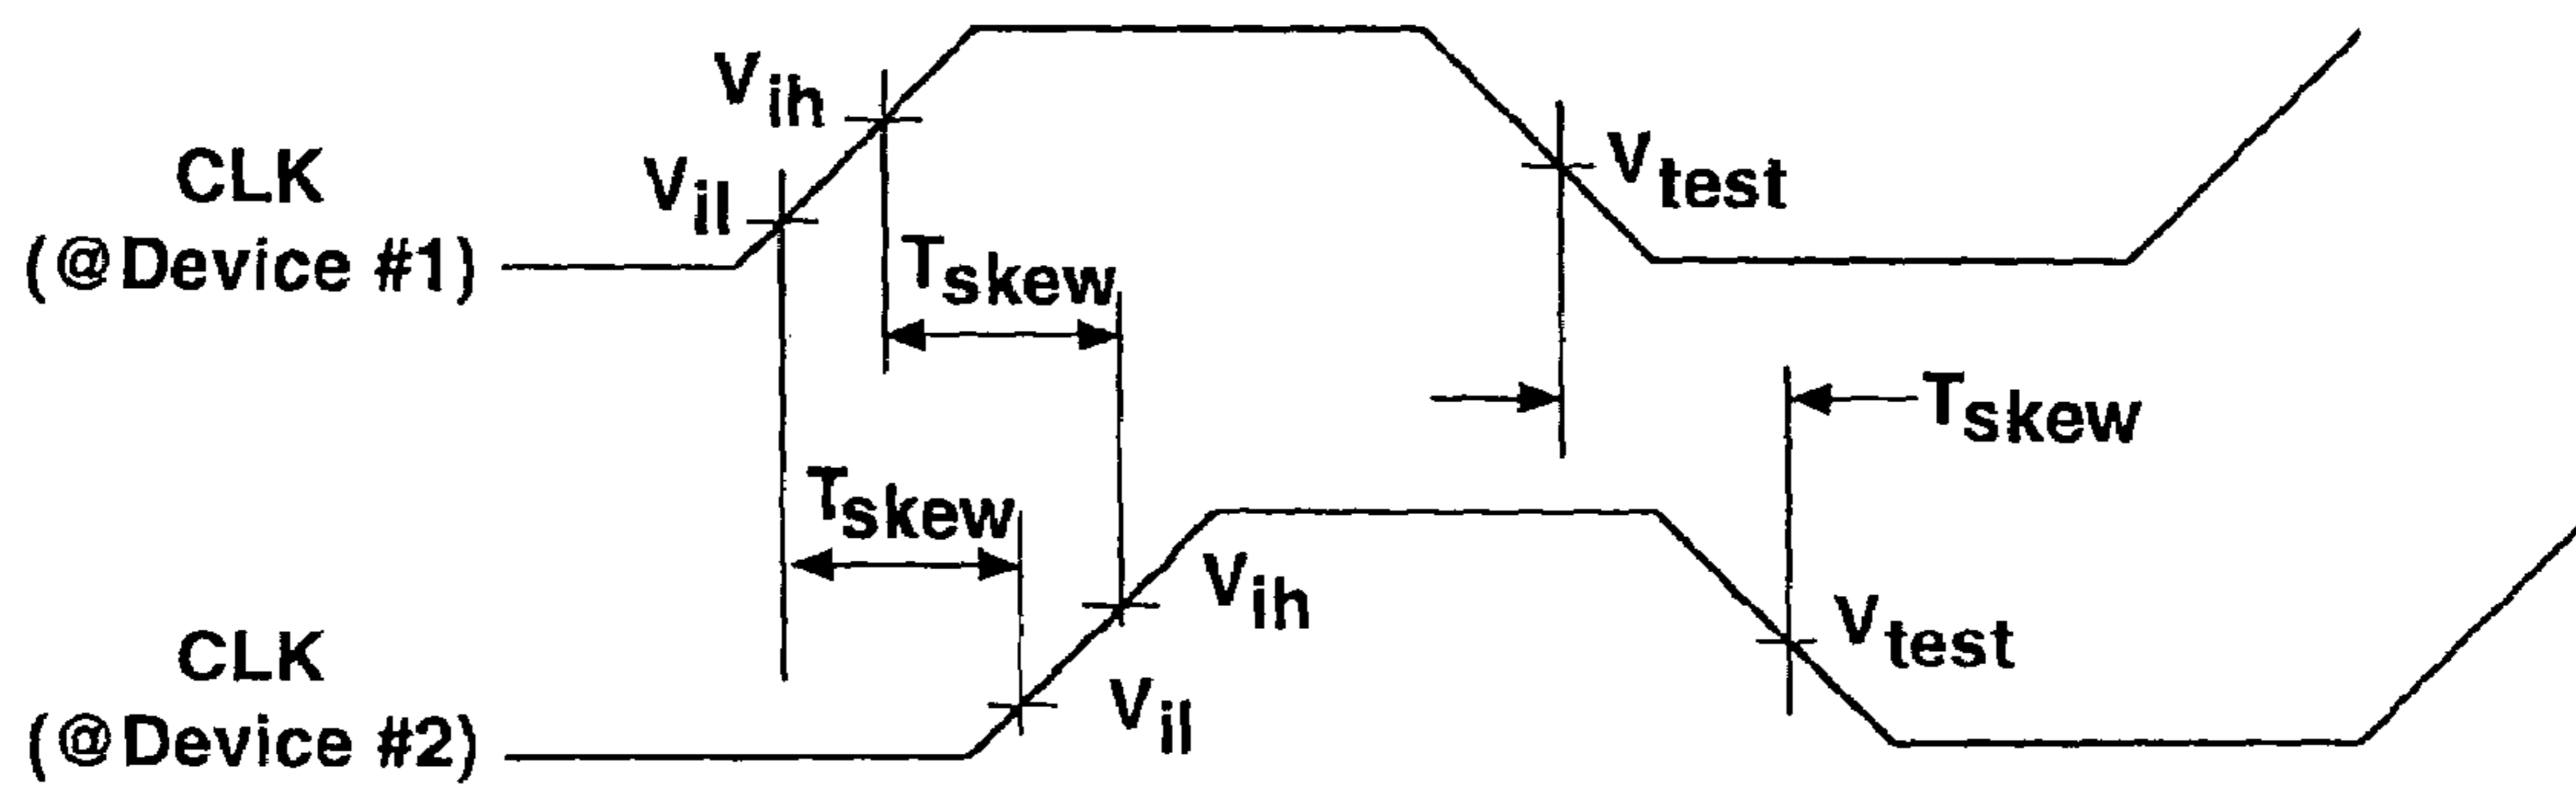 Vih
Vil
CLK
(@Device #1)
Vtest
Tskew
Tskew
Tskew
Vih
Vil
Vtest
CLK
(@Device #2)